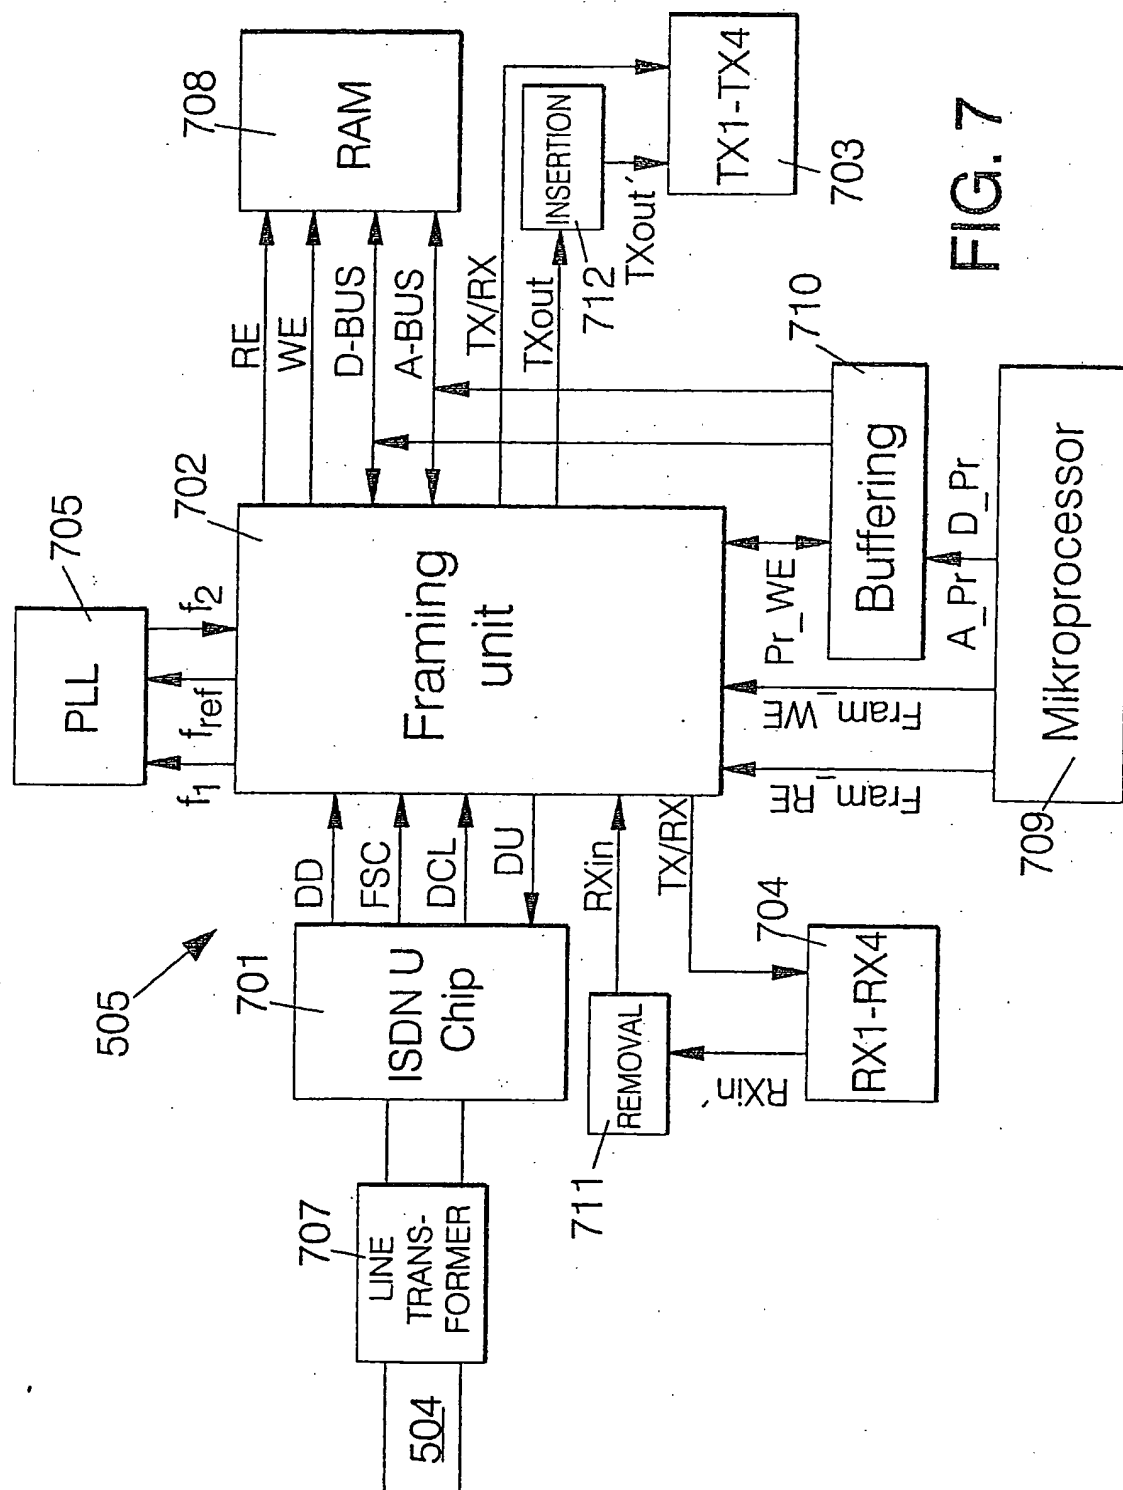 505
504
707
LINE
TRANS-
FORMER
701
ISDN U
Chip
DD
FSC
DCL
DU
705
PLL
f1
fref
f2
702
Framing
unit
708
RAM
RE
WE
D-BUS
A-BUS
TX/RX
TXout
INSERTION
712
TXout'
TX1-TX4
703
711
REMOVAL
RXin
RXin'
TX/RX
704
RX1-RX4
Fram_RE
Fram_WE
Pr_WE
710
Buffering
A_Pr
D_Pr
709
Mikroprocessor
FIG. 7